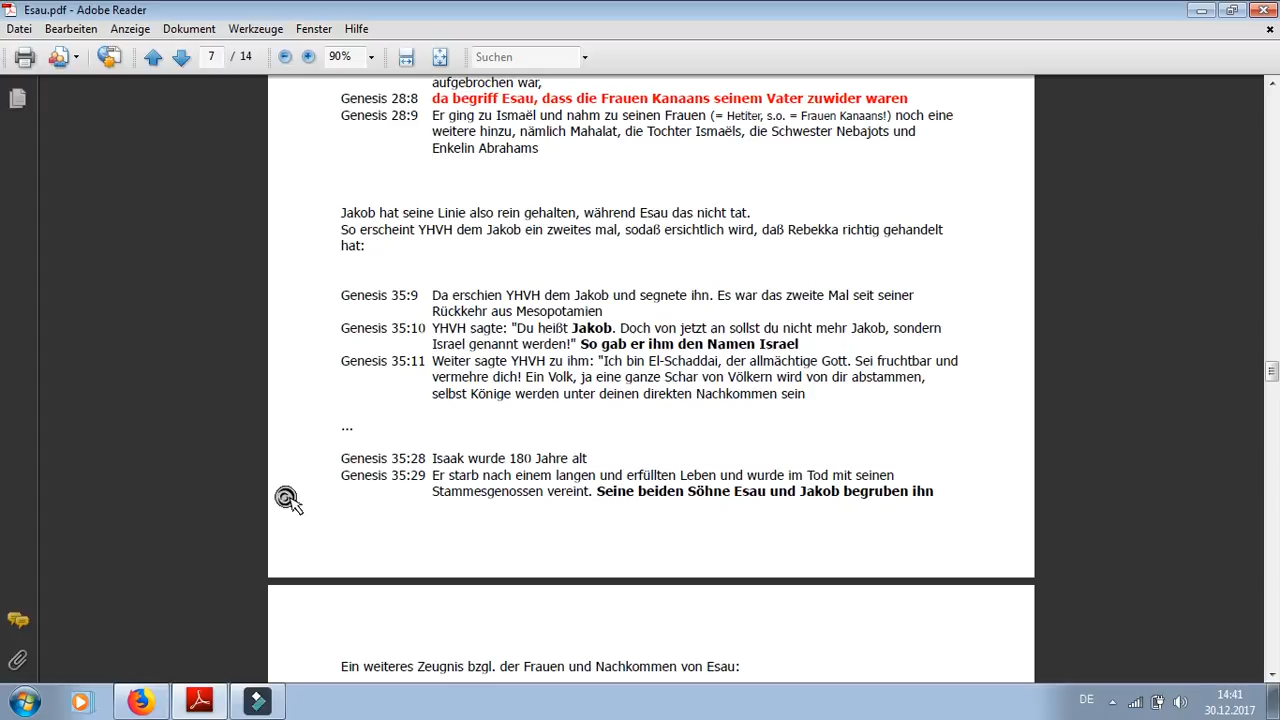 Esau.pdf - Adobe Reader
Datei Bearbeiten Anzeige Dokument Werkzeuge Fenster Hilfe
7 / 14 90% Suchen
aufgebrochen war,
Genesis 28:8 da begriff Esau, dass die Frauen Kanaans seinem Vater zuwider waren
Genesis 28:9 Er ging zu Ismaël und nahm zu seinen Frauen (= Hetiter, s.o. = Frauen Kanaans!) noch eine
weitere hinzu, nämlich Mahalat, die Tochter Ismaëls, die Schwester Nebajots und
Enkelin Abrahams
Jakob hat seine Linie also rein gehalten, während Esau das nicht tat.
So erscheint YHVH dem Jakob ein zweites mal, sodaß ersichtlich wird, daß Rebekka richtig gehandelt
hat:
Genesis 35:9 Da erschien YHVH dem Jakob und segnete ihn. Es war das zweite Mal seit seiner
Rückkehr aus Mesopotamien
Genesis 35:10 YHVH sagte: "Du heißt Jakob. Doch von jetzt an sollst du nicht mehr Jakob, sondern
Israel genannt werden!" So gab er ihm den Namen Israel
Genesis 35:11 Weiter sagte YHVH zu ihm: "Ich bin El-Schaddai, der allmächtige Gott. Sei fruchtbar und
vermehre dich! Ein Volk, ja eine ganze Schar von Völkern wird von dir abstammen,
selbst Könige werden unter deinen direkten Nachkommen sein
...
Genesis 35:28 Isaak wurde 180 Jahre alt
Genesis 35:29 Er starb nach einem langen und erfüllten Leben und wurde im Tod mit seinen
Stammesgenossen vereint. Seine beiden Söhne Esau und Jakob begruben ihn
Ein weiteres Zeugnis bzgl. der Frauen und Nachkommen von Esau:
DE 14:41
30.12.2017